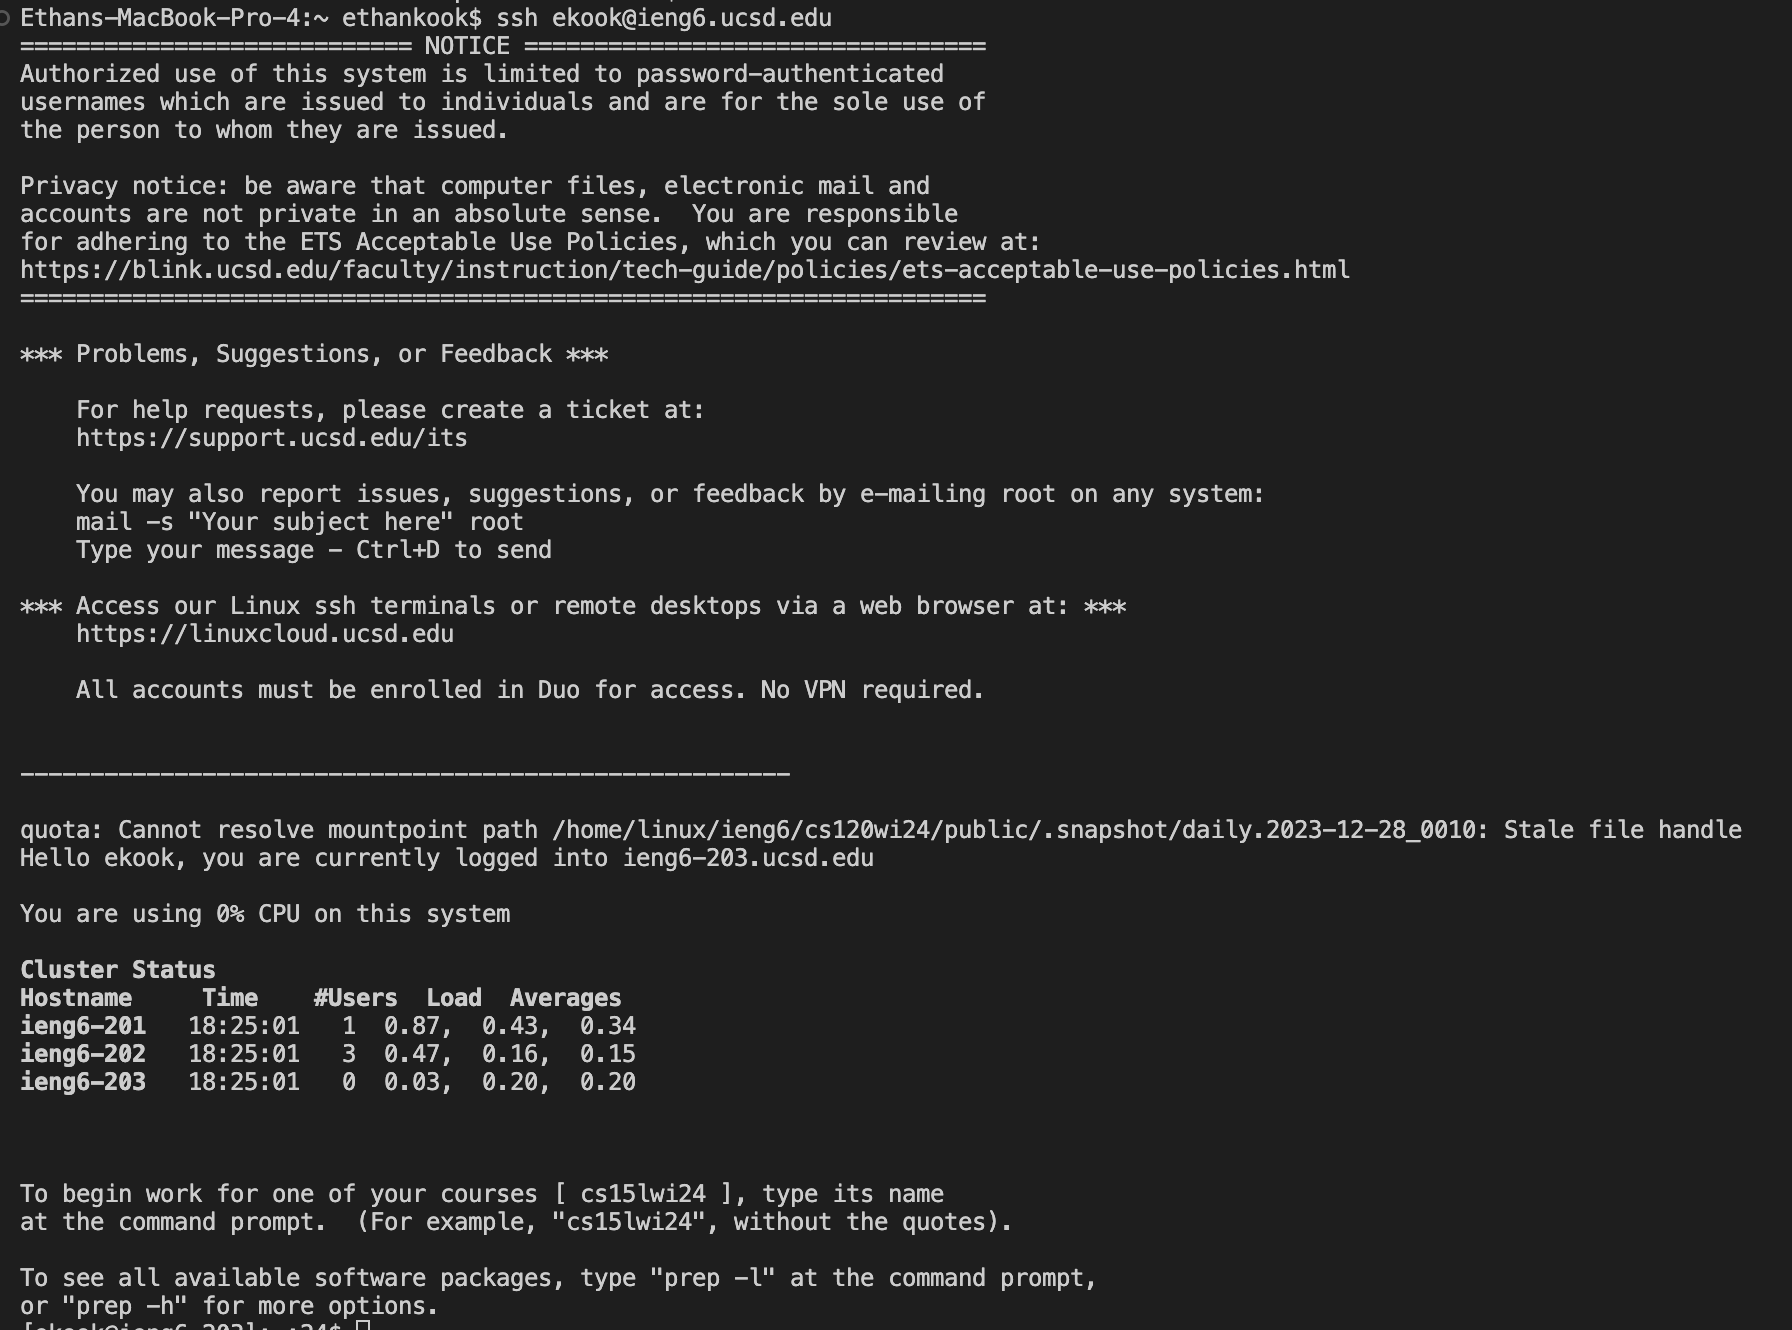 Ethans-MacBook-Pro-4:~ ethankook$ ssh ekook@ieng6.ucsd.edu
============================ NOTICE =================================
Authorized use of this system is limited to password-authenticated
usernames which are issued to individuals and are for the sole use of
the person to whom they are issued.
Privacy notice: be aware that computer files, electronic mail and
accounts are not private in an absolute sense.  You are responsible
for adhering to the ETS Acceptable Use Policies, which you can review at:
https://blink.ucsd.edu/faculty/instruction/tech-guide/policies/ets-acceptable-use-policies.html
=====================================================================
*** Problems, Suggestions, or Feedback ***
    For help requests, please create a ticket at:
    https://support.ucsd.edu/its
    You may also report issues, suggestions, or feedback by e-mailing root on any system:
    mail -s "Your subject here" root
    Type your message - Ctrl+D to send
*** Access our Linux ssh terminals or remote desktops via a web browser at: ***
    https://linuxcloud.ucsd.edu
    All accounts must be enrolled in Duo for access. No VPN required.
-------------------------------------------------------
quota: Cannot resolve mountpoint path /home/linux/ieng6/cs120wi24/public/.snapshot/daily.2023-12-28_0010: Stale file handle
Hello ekook, you are currently logged into ieng6-203.ucsd.edu
You are using 0% CPU on this system
Cluster Status
Hostname     Time    #Users  Load  Averages
ieng6-201   18:25:01   1  0.87,  0.43,  0.34
ieng6-202   18:25:01   3  0.47,  0.16,  0.15
ieng6-203   18:25:01   0  0.03,  0.20,  0.20
To begin work for one of your courses [ cs15lwi24 ], type its name
at the command prompt.  (For example, "cs15lwi24", without the quotes).
To see all available software packages, type "prep -l" at the command prompt,
or "prep -h" for more options.
[ekook@ieng6-203]:~:24$